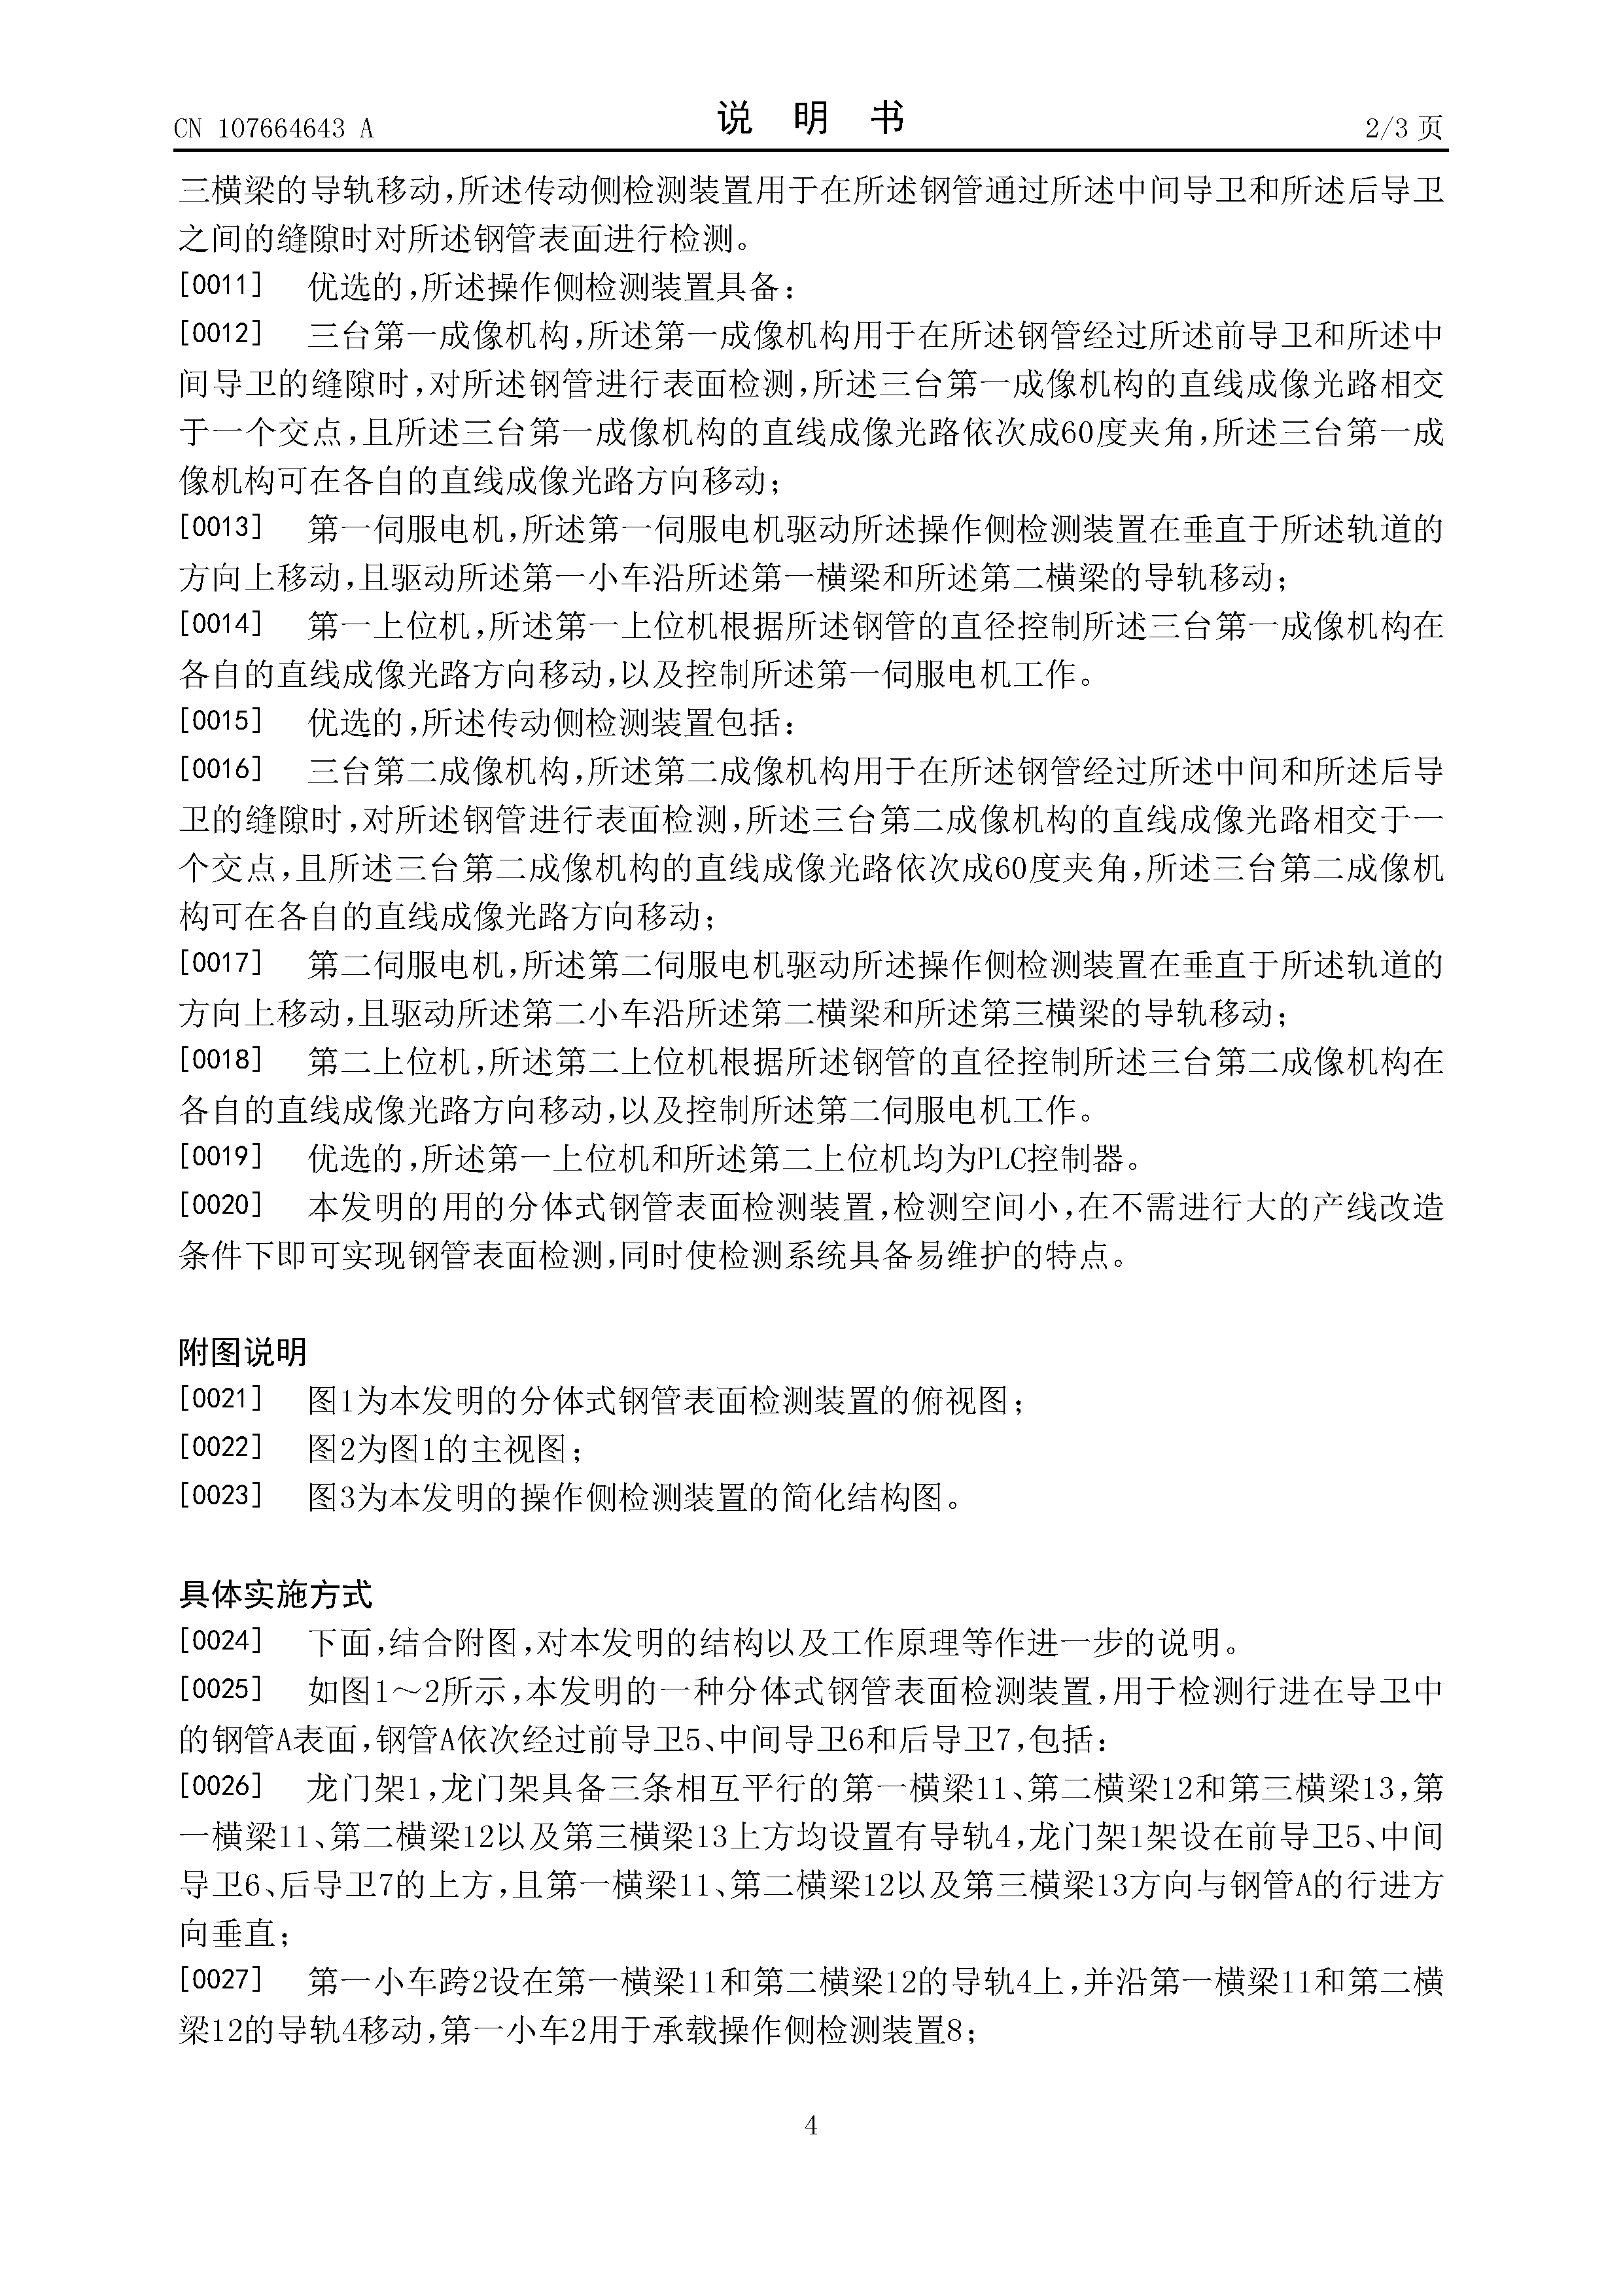 CN 107664643 A
说 明 书
2/3 页
三横梁的导轨移动,所述传动侧检测装置用于在所述钢管通过所述中间导卫和所述后导卫
之间的缝隙时对所述钢管表面进行检测。
[0011] 优选的,所述操作侧检测装置具备:
[0012] 三台第一成像机构,所述第一成像机构用于在所述钢管经过所述前导卫和所述中
间导卫的缝隙时,对所述钢管进行表面检测,所述三台第一成像机构的直线成像光路相交
于一个交点,且所述三台第一成像机构的直线成像光路依次成60度夹角,所述三台第一成
像机构可在各自的直线成像光路方向移动;
[0013] 第一伺服电机,所述第一伺服电机驱动所述操作侧检测装置在垂直于所述轨道的
方向上移动,且驱动所述第一小车沿所述第一横梁和所述第二横梁的导轨移动;
[0014] 第一上位机,所述第一上位机根据所述钢管的直径控制所述三台第一成像机构在
各自的直线成像光路方向移动,以及控制所述第一伺服电机工作。
[0015] 优选的,所述传动侧检测装置包括:
[0016] 三台第二成像机构,所述第二成像机构用于在所述钢管经过所述中间和所述后导
卫的缝隙时,对所述钢管进行表面检测,所述三台第二成像机构的直线成像光路相交于一
个交点,且所述三台第二成像机构的直线成像光路依次成60度夹角,所述三台第二成像机
构可在各自的直线成像光路方向移动;
[0017] 第二伺服电机,所述第二伺服电机驱动所述操作侧检测装置在垂直于所述轨道的
方向上移动,且驱动所述第二小车沿所述第二横梁和所述第三横梁的导轨移动;
[0018] 第二上位机,所述第二上位机根据所述钢管的直径控制所述三台第二成像机构在
各自的直线成像光路方向移动,以及控制所述第二伺服电机工作。
[0019] 优选的,所述第一上位机和所述第二上位机均为PLC控制器。
[0020] 本发明的用的分体式钢管表面检测装置,检测空间小,在不需进行大的产线改造
条件下即可实现钢管表面检测,同时使检测系统具备易维护的特点。
附图说明
[0021] 图1为本发明的分体式钢管表面检测装置的俯视图;
[0022] 图2为图1的主视图;
[0023] 图3为本发明的操作侧检测装置的简化结构图。
具体实施方式
[0024] 下面,结合附图,对本发明的结构以及工作原理等作进一步的说明。
[0025] 如图1～2所示,本发明的一种分体式钢管表面检测装置,用于检测行进在导卫中
的钢管A表面,钢管A依次经过前导卫5、中间导卫6和后导卫7,包括:
[0026] 龙门架1,龙门架具备三条相互平行的第一横梁11、第二横梁12和第三横梁13,第
一横梁11、第二横梁12以及第三横梁13上方均设置有导轨4,龙门架1架设在前导卫5、中间
导卫6、后导卫7的上方,且第一横梁11、第二横梁12以及第三横梁13方向与钢管A的行进方
向垂直;
[0027] 第一小车跨2设在第一横梁11和第二横梁12的导轨4上,并沿第一横梁11和第二横
梁12的导轨4移动,第一小车2用于承载操作侧检测装置8;
4